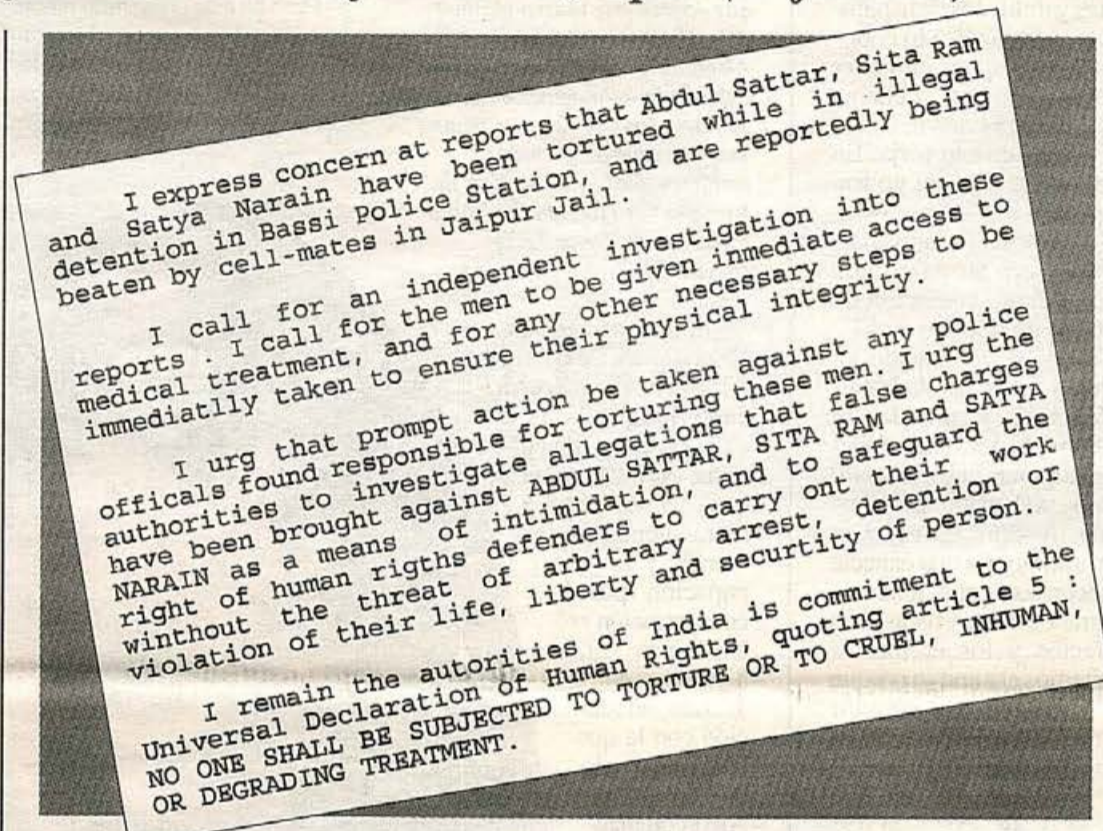 I express concern at reports that Abdul Sattar, Sita Ram
and Satya Narain have been tortured while in illegal
detention in Bassi Police Station, and are reportedly being
beaten by cell-mates in Jaipur Jail.
I call for an independent investigation into these
reports . I call for the men to be given inmediate access to
medical treatment, and for any other necessary steps to be
immediatlly taken to ensure their physical integrity.
I urg that prompt action be taken against any police
officals found responsible for torturing these men. I urg the
authorities to investigate allegations that false charges
have been brought against ABDUL SATTAR, SITA RAM and SATYA
NARAIN as a means of intimidation, and to safeguard the
right of human rigths defenders to carry ont their work
winthout the threat of arbitrary arrest, detention or
violation of their life, liberty and securtity of person.
I remain the autorities of India is commitment to the
Universal Declaration of Human Rights, quoting article 5 :
NO ONE SHALL BE SUBJECTED TO TORTURE OR TO CRUEL, INHUMAN,
OR DEGRADING TREATMENT.